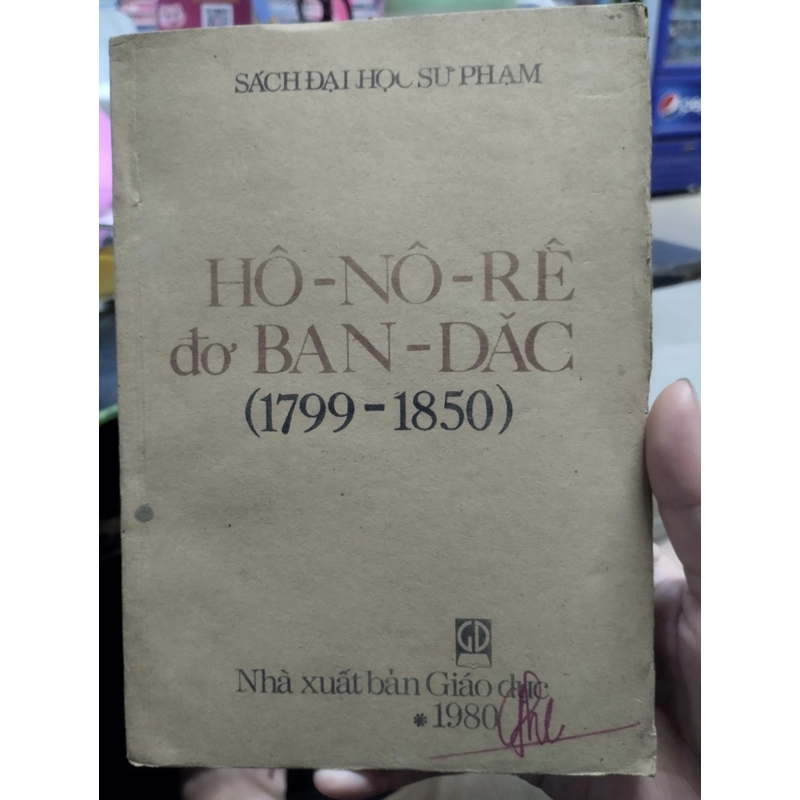 SÁCH ĐẠI HỌC SƯ PHẠM
HÔ-NÔ-RÊ
đơ BAN-DẮC
(1799-1850)
GD
Nhà xuất bản Giáo dục
* 1980